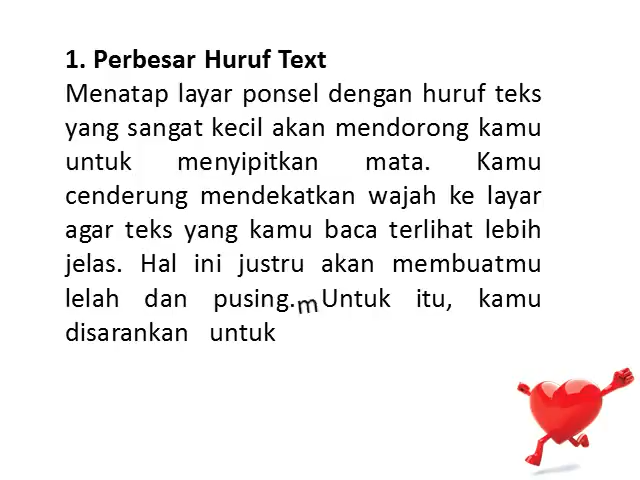 1. Perbesar Huruf Text
Menatap layar ponsel dengan huruf teks
yang sangat kecil akan mendorong kamu
untuk menyipitkan mata. Kamu
cenderung mendekatkan wajah ke layar
agar teks yang kamu baca terlihat lebih
jelas. Hal ini justru akan membuatmu
lelah dan pusing. Untuk itu, kamu
disarankan untuk
m